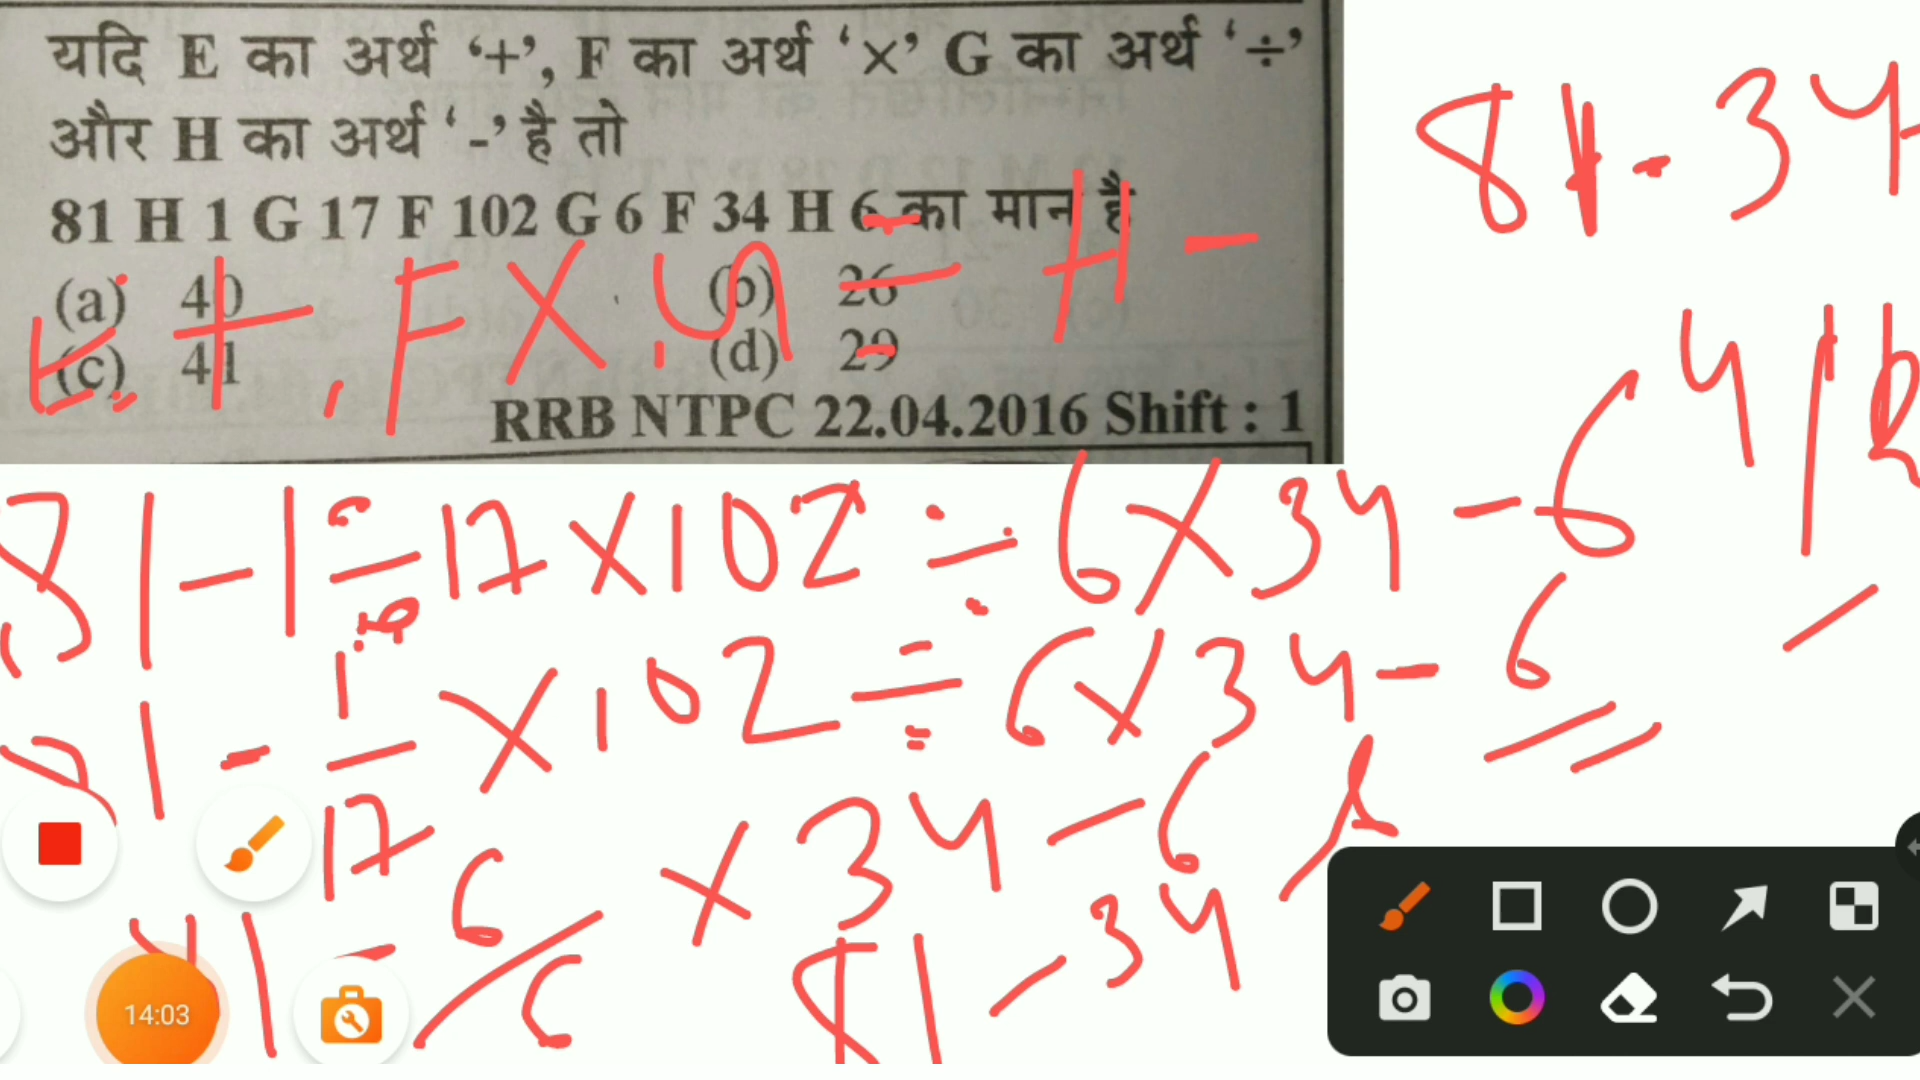 यदि E का अर्थ ‘+’, F का अर्थ ‘×’ G का अर्थ ‘÷’
और H का अर्थ ‘-’ है तो
81 H 1 G 17 F 102 G 6 F 34 H 6 का मान है
(a) 40 (b) 26
(c) 41 (d) 29
RRB NTPC 22.04.2016 Shift : 1
E + , F × , G ÷ H -
81 - 34 -
41
81 - 1 ÷ 17 × 102 ÷ 6 × 34 - 6
81 - 1/17 × 102 ÷ 6 × 34 - 6
6/6 × 34 - 6
81 - 34
14:03